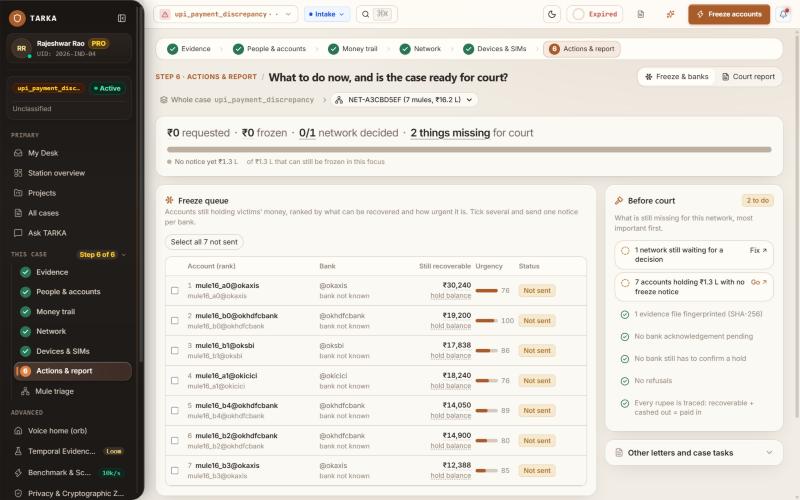 TARKA
RR
Rajeshwar Rao PRO
UID: 2026-IND-04
upi_payment_disc… Active
Unclassified
PRIMARY
My Desk
Station overview
Projects
All cases
Ask TARKA
THIS CASE Step 6 of 6
Evidence
People & accounts
Money trail
Network
Devices & SIMs
6 Actions & report
Mule triage
ADVANCED
Voice home (orb)
Temporal Evidenc… Loom
Benchmark & Sc… 10k/s
Privacy & Cryptographic Z…
upi_payment_discrepancy · · Intake ⌘K Expired Freeze accounts
Evidence People & accounts Money trail Network Devices & SIMs 6 Actions & report
STEP 6 · ACTIONS & REPORT / What to do now, and is the case ready for court? Freeze & banks Court report
Whole case upi_payment_discrepancy NET-A3CBD5EF (7 mules, ₹16.2 L)
₹0 requested · ₹0 frozen · 0/1 network decided · 2 things missing for court
No notice yet ₹1.3 L of ₹1.3 L that can still be frozen in this focus
Freeze queue
Accounts still holding victims' money, ranked by what can be recovered and how urgent it is. Tick several and send one notice
per bank.
Select all 7 not sent
Account (rank) Bank Still recoverable Urgency Status
1 mule16_a0@okaxis @okaxis ₹30,240 76 Not sent
mule16_a0@okaxis bank not known hold balance
2 mule16_b0@okhdfcbank @okhdfcbank ₹19,200 100 Not sent
mule16_b0@okhdfcbank bank not known hold balance
3 mule16_b1@oksbi @oksbi ₹17,838 86 Not sent
mule16_b1@oksbi bank not known hold balance
4 mule16_a1@okicici @okicici ₹18,240 76 Not sent
mule16_a1@okicici bank not known hold balance
5 mule16_b4@okhdfcbank @okhdfcbank ₹14,050 89 Not sent
mule16_b4@okhdfcbank bank not known hold balance
6 mule16_b2@okhdfcbank @okhdfcbank ₹14,900 80 Not sent
mule16_b2@okhdfcbank bank not known hold balance
7 mule16_b3@okaxis @okaxis ₹12,388 85 Not sent
mule16_b3@okaxis bank not known hold balance
Before court 2 to do
What is still missing for this network, most
important first.
1 network still waiting for a Fix ↗
decision
7 accounts holding ₹1.3 L with no Go ↗
freeze notice
1 evidence file fingerprinted (SHA-256)
No bank acknowledgement pending
No bank still has to confirm a hold
No refusals
Every rupee is traced: recoverable +
cashed out = paid in
Other letters and case tasks